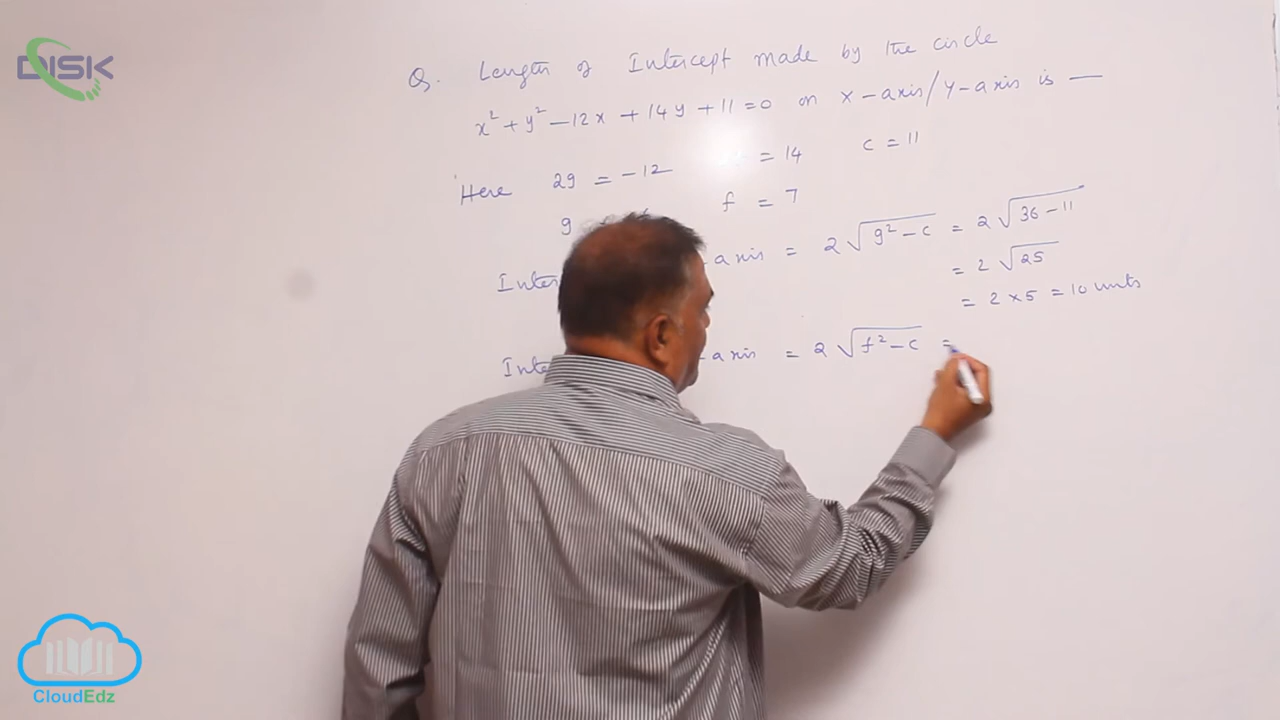 DISK
Q. Length of Intercept made by the circle
x² + y² - 12x + 14y + 11 = 0 on x-axis/y-axis is —
Here 2g = -12 = 14 c = 11
g f = 7
axis = 2√(g² - c) = 2√(36 - 11)
= 2√25
= 2 × 5 = 10 units
-axis = 2√(f² - c) =
CloudEdz